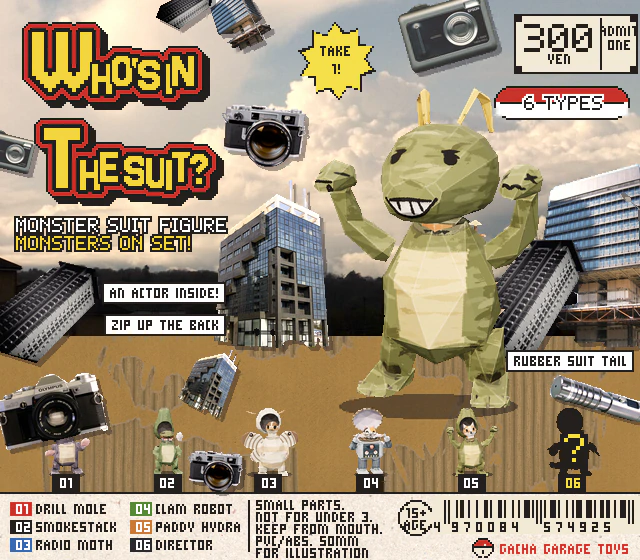 WHO'S IN
THE SUIT?
TAKE
1!
300
YEN
ADMIT
ONE
6 TYPES
MONSTER SUIT FIGURE
MONSTERS ON SET!
AN ACTOR INSIDE!
ZIP UP THE BACK
RUBBER SUIT TAIL
OLYMPUS
?
01
02
03
04
05
06
01 DRILL MOLE
02 SMOKESTACK
03 RADIO MOTH
04 CLAM ROBOT
05 PADDY HYDRA
06 DIRECTOR
SMALL PARTS.
NOT FOR UNDER 3.
KEEP FROM MOUTH.
PVC/ABS. 50MM
FOR ILLUSTRATION
15+
AGE
4 970084 574925
GACHA GARAGE TOYS